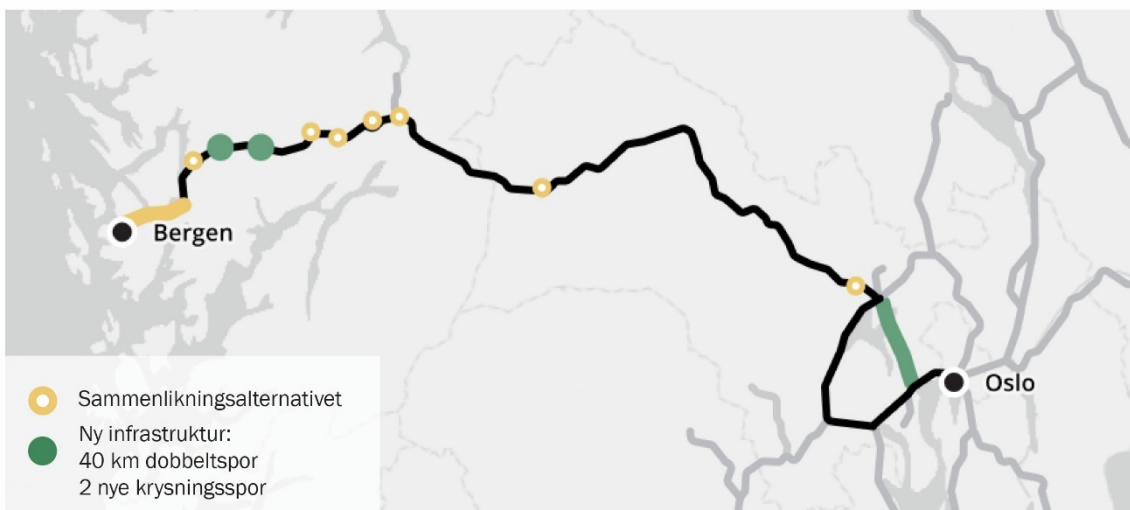 Bergen
Oslo
Sammenlikningsalternativet
Ny infrastruktur:
40 km dobbeltspor
2 nye krysningsspor